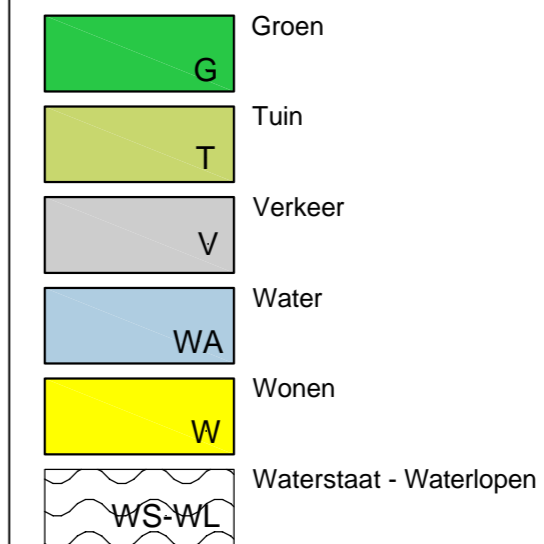 Groen
G
Tuin
T
Verkeer
V
Water
WA
Wonen
W
Waterstaat - Waterlopen
WS-WL